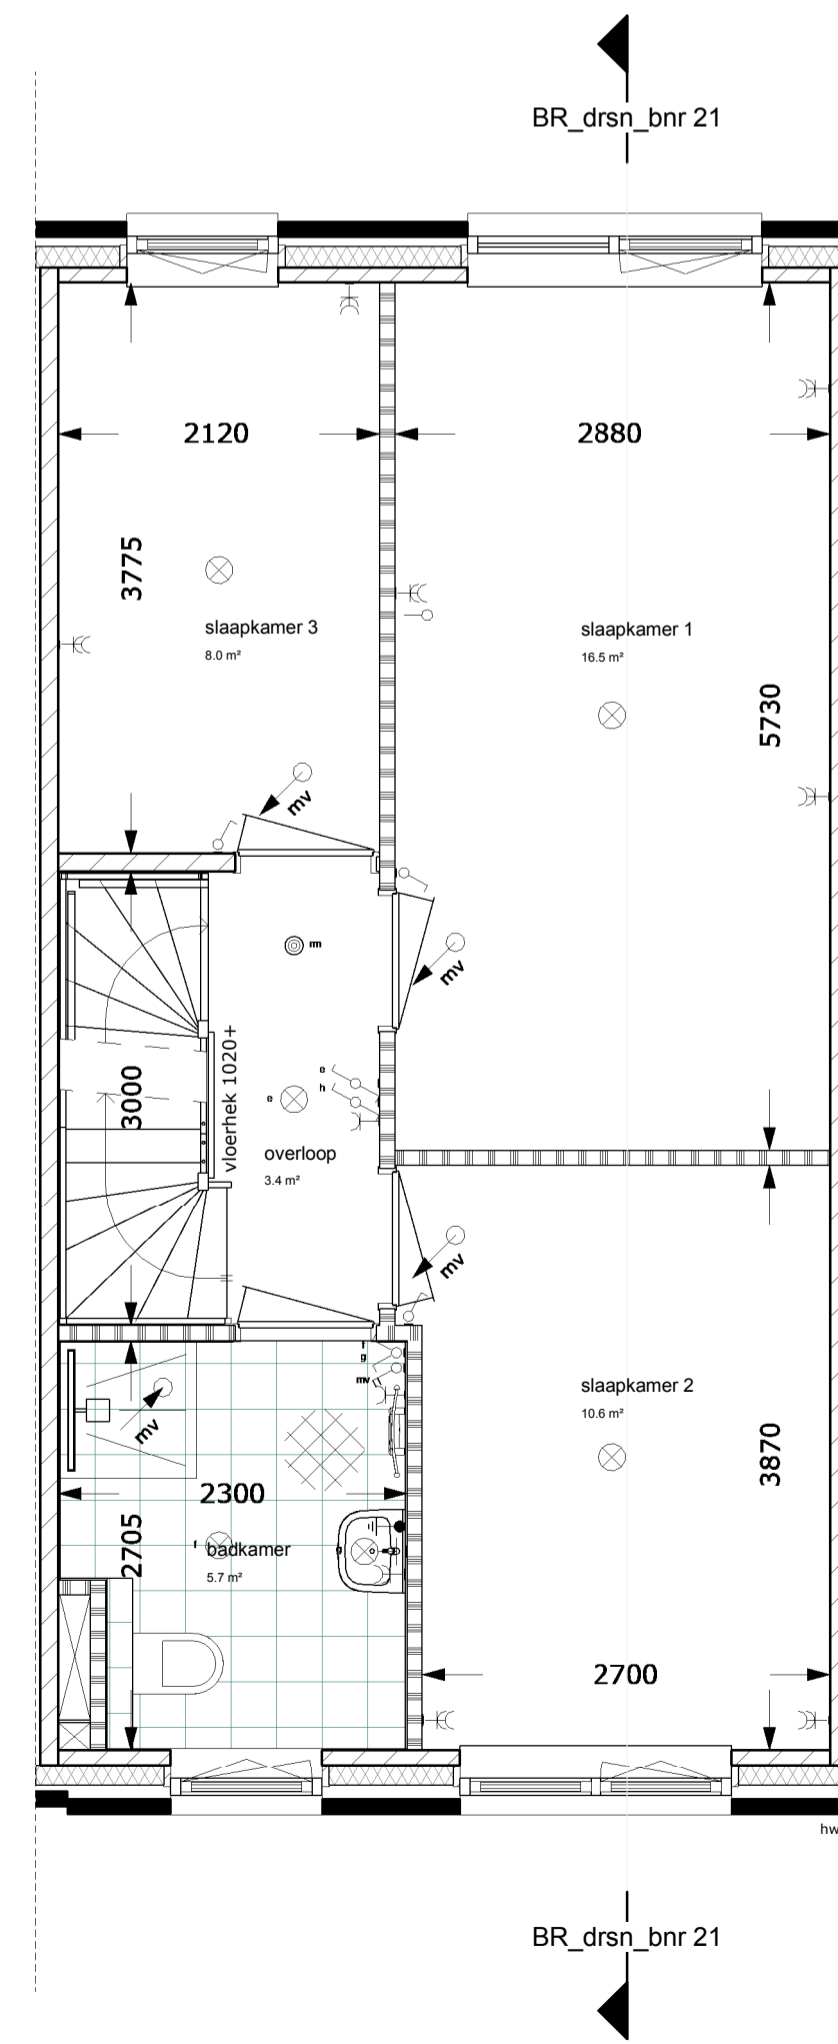 BR_drsn_bnr 21
2120
2880
3775
slaapkamer 3
8.0 m²
slaapkamer 1
16.5 m²
5730
mv
mv
rm
vloerhek 1020+
3000
e
h
e
overloop
3.4 m²
mv
f
g
mv
mv
slaapkamer 2
10.6 m²
3870
2300
2705
f
badkamer
5.7 m²
g
2700
hw
BR_drsn_bnr 21